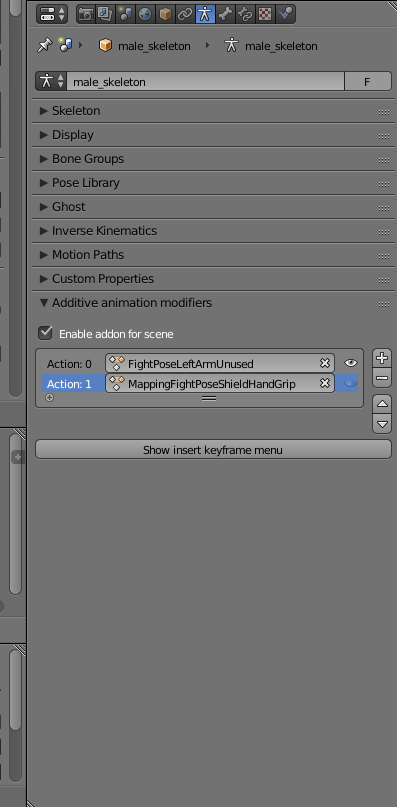 male_skeleton male_skeleton
male_skeleton F
Skeleton
Display
Bone Groups
Pose Library
Ghost
Inverse Kinematics
Motion Paths
Custom Properties
Additive animation modifiers
Enable addon for scene
Action: 0 FightPoseLeftArmUnused
Action: 1 MappingFightPoseShieldHandGrip
Show insert keyframe menu